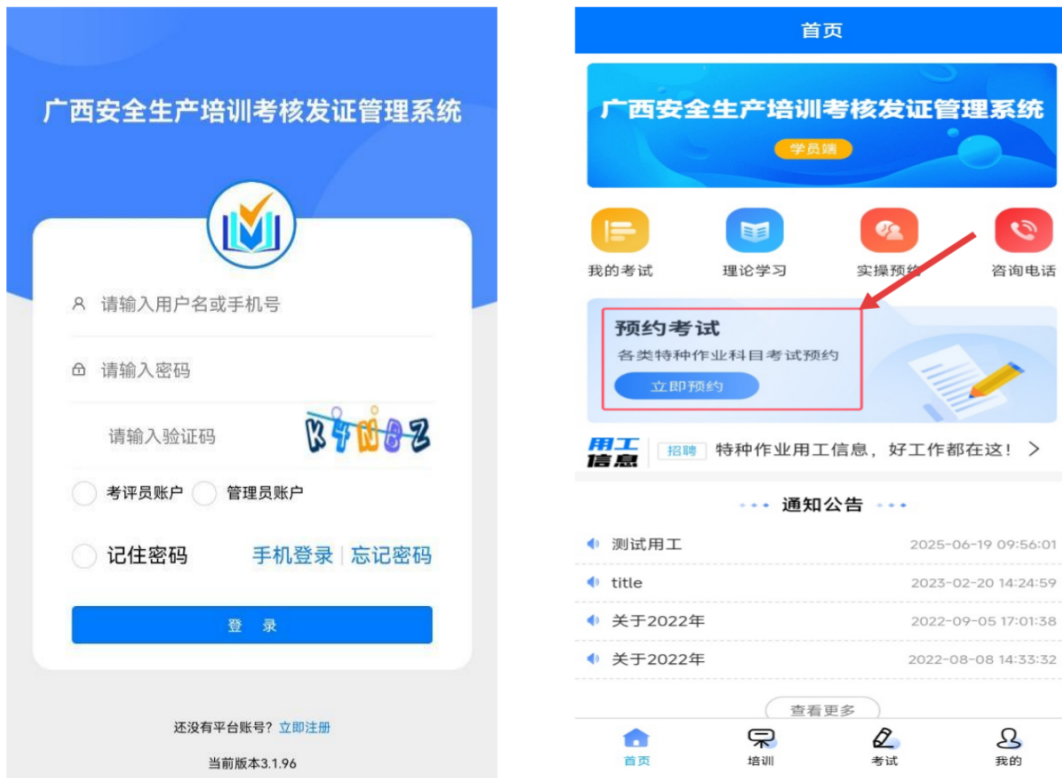 广西安全生产培训考核发证管理系统
请输入用户名或手机号
请输入密码
请输入验证码
K4NBZ
考评员账户 管理员账户
记住密码 手机登录 忘记密码
登 录
还没有平台账号? 立即注册
当前版本3.1.96
首页
广西安全生产培训考核发证管理系统
学员端
我的考试 理论学习 实操预约 咨询电话
预约考试
各类特种作业科目考试预约
立即预约
用工
信息
招聘 特种作业用工信息，好工作都在这！
通知公告
测试用工 2025-06-19 09:56:01
title 2023-02-20 14:24:59
关于2022年 2022-09-05 17:01:38
关于2022年 2022-08-08 14:33:32
查看更多
首页 培训 考试 我的